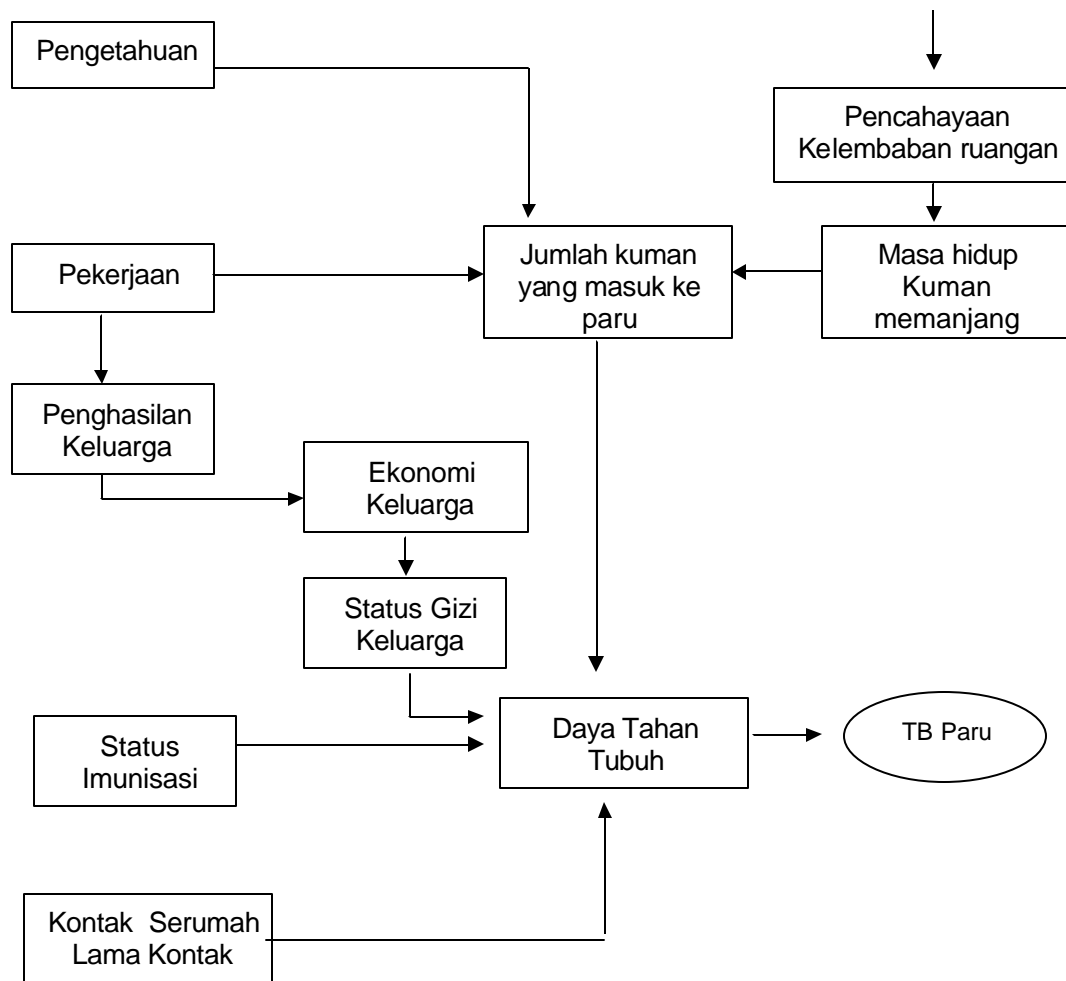 Pengetahuan
Pencahayaan
Kelembaban ruangan
Pekerjaan
Jumlah kuman
yang masuk ke
paru
Masa hidup
Kuman
memanjang
Penghasilan
Keluarga
Ekonomi
Keluarga
Status Gizi
Keluarga
Status
Imunisasi
Daya Tahan
Tubuh
TB Paru
Kontak Serumah
Lama Kontak